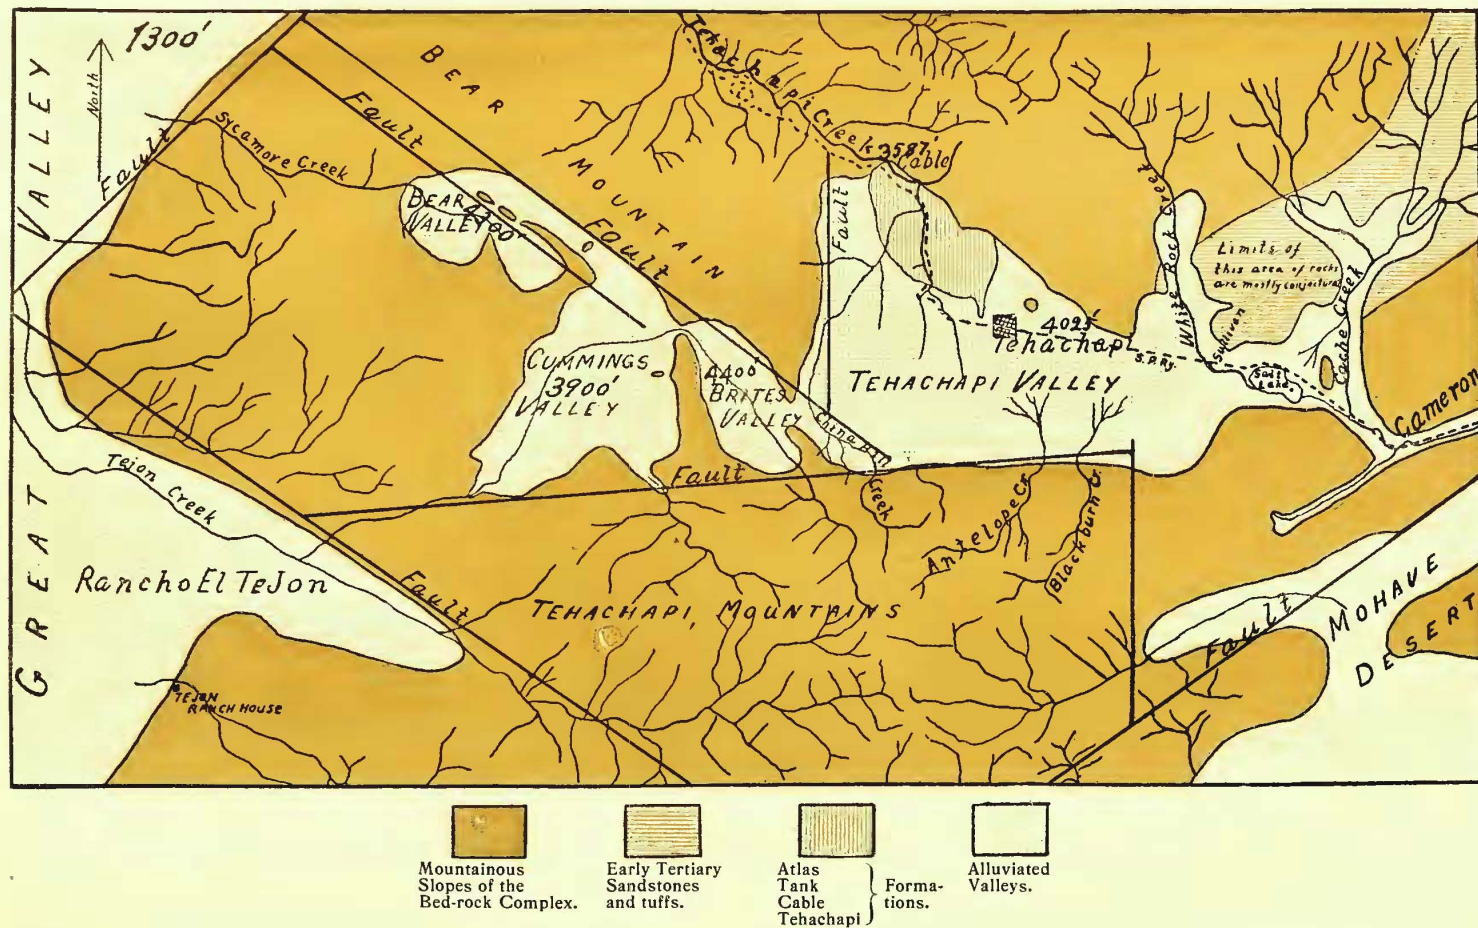 1300'
North
GREAT VALLEY
Fault
Sycamore Creek
BEAR
MOUNTAIN
Fault
Fault
Tehachapi Creek
3587'
Cable
Fault
BEAR
VALLEY
White Rock Creek
Limits of
this area of rocks
are mostly conjectural
Cache Creek
Sullivan
4025'
Tehachapi
S.P.Ry.
Salt
Lake
Cameron
CUMMINGS
3900'
VALLEY
4400'
BRITES
VALLEY
TEHACHAPI VALLEY
China Bsn
Creek
Fault
Antelope Cr.
Blackburn Cr.
Tejon
Creek
Rancho El Tejon
Fault
TEHACHAPI, MOUNTAINS
TEJON
RANCH HOUSE
Fault
MOHAVE
DESERT
Mountainous
Slopes of the
Bed-rock Complex.
Early Tertiary
Sandstones
and tuffs.
Atlas
Tank
Cable
Tehachapi
Forma-
tions.
Alluviated
Valleys.